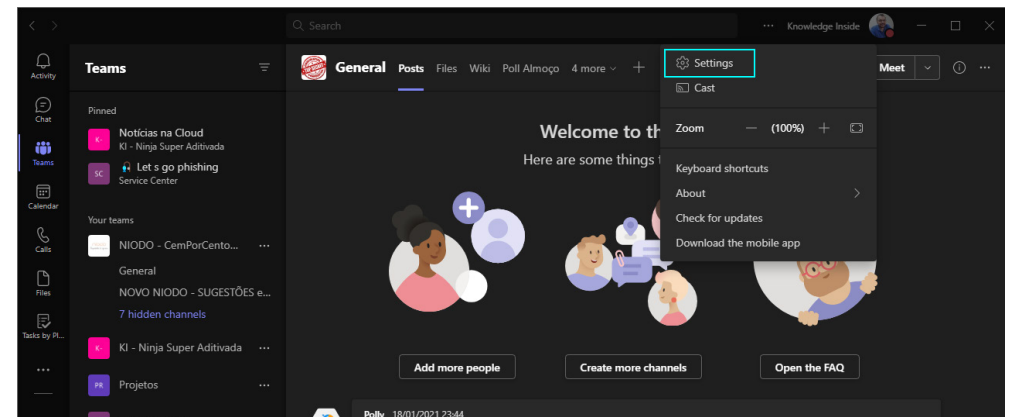 Search
Knowledge Inside
Activity
Chat
Teams
Calendar
Calls
Files
Tasks by Pl...
Teams
Pinned
K-
Notícias na Cloud
KI - Ninja Super Aditivada
SC
Let s go phishing
Service Center
Your teams
NIODO - CemPorCento...
General
NOVO NIODO - SUGESTÕES e...
7 hidden channels
K-
KI - Ninja Super Aditivada
PR
Projetos
General
Posts
Files
Wiki
Poll Almoço
4 more
Meet
Settings
Cast
Zoom
(100%)
Keyboard shortcuts
About
Check for updates
Download the mobile app
Welcome to th
Here are some things
Add more people
Create more channels
Open the FAQ
Polly 18/01/2021 23:44